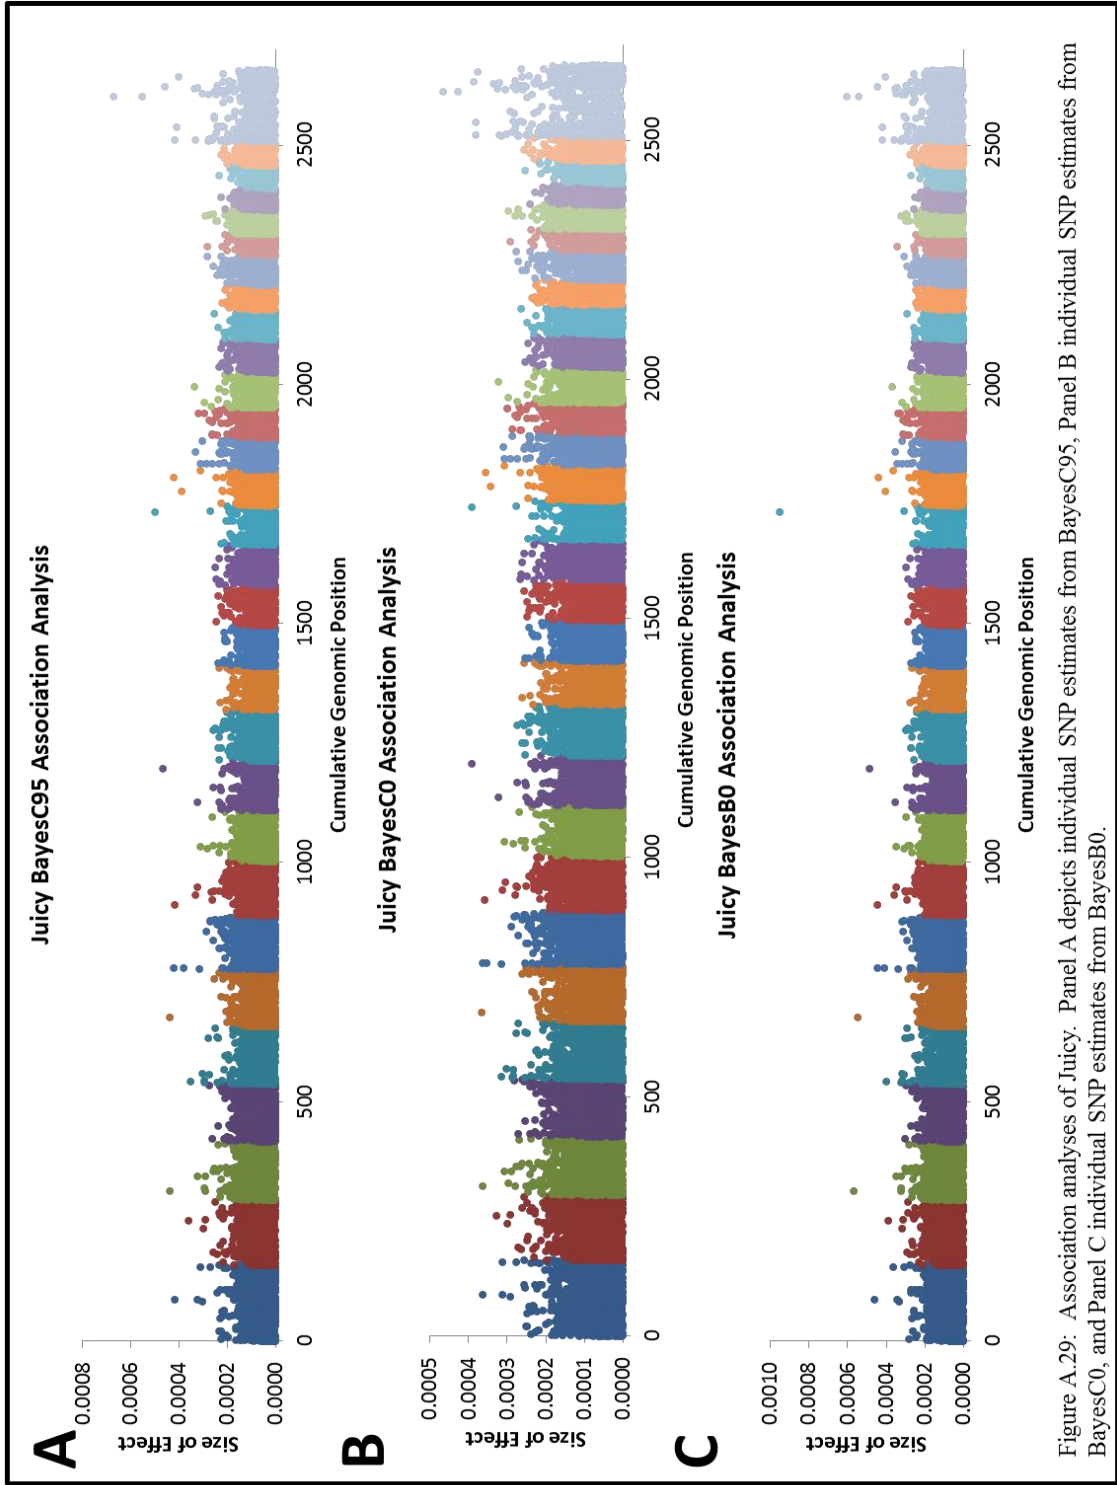 A
Juicy BayesC95 Association Analysis
Size of Effect
0.0008
0.0006
0.0004
0.0002
0.0000
0
500
1000
1500
2000
2500
Cumulative Genomic Position
B
Juicy BayesC0 Association Analysis
Size of Effect
0.0005
0.0004
0.0003
0.0002
0.0001
0.0000
0
500
1000
1500
2000
2500
Cumulative Genomic Position
C
Juicy BayesB0 Association Analysis
Size of Effect
0.0010
0.0008
0.0006
0.0004
0.0002
0.0000
0
500
1000
1500
2000
2500
Cumulative Genomic Position
Figure A.29: Association analyses of Juicy. Panel A depicts individual SNP estimates from BayesC95, Panel B individual SNP estimates from
BayesC0, and Panel C individual SNP estimates from BayesB0.